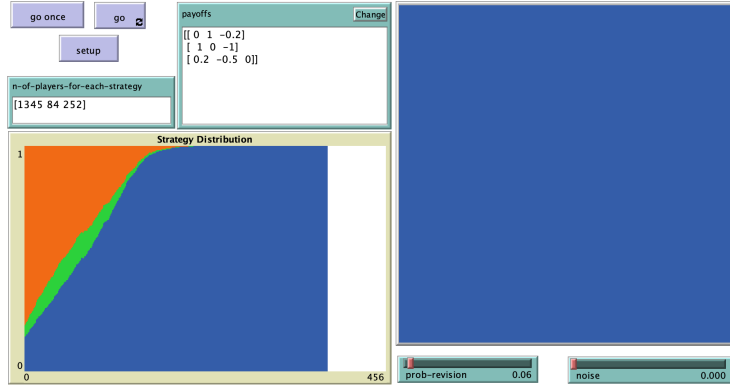 go once
go
setup
n-of-players-for-each-strategy
[1345 84 252]
payoffs
Change
[[ 0 1 -0.2]
[ 1 0 -1]
[ 0.2 -0.5 0]]
Strategy Distribution
1
0
0
456
prob-revision
0.06
noise
0.000